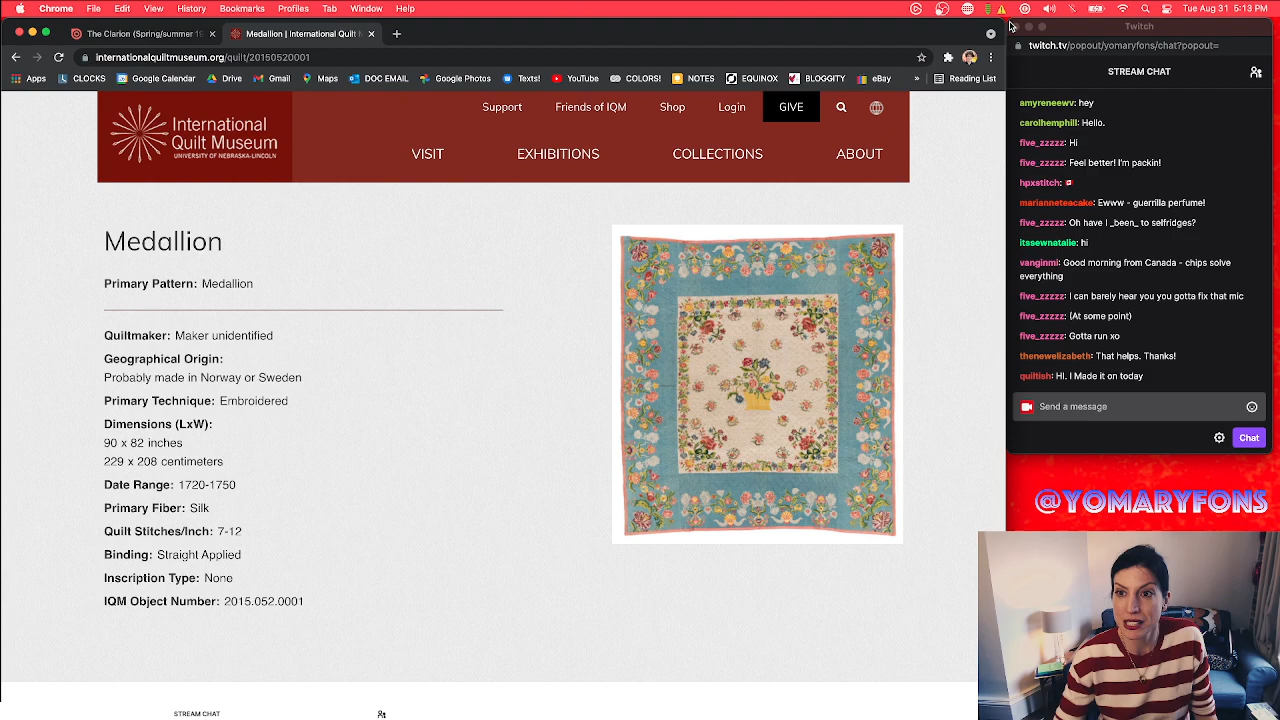 Chrome File Edit View History Bookmarks Profiles Tab Window Help
Tue Aug 31 5:13 PM
The Clarion (Spring/summer 19
Medallion | International Quilt M
Twitch
internationalquiltmuseum.org/quilt/20150520001
twitch.tv/popout/yomaryfons/chat?popout=
Apps CLOCKS Google Calendar Drive Gmail Maps DOC EMAIL Google Photos Texts! YouTube COLORS! NOTES EQUINOX BLOGGITY eBay » Reading List
STREAM CHAT
International
Quilt Museum
UNIVERSITY OF NEBRASKA-LINCOLN
Support Friends of IQM Shop Login GIVE
VISIT EXHIBITIONS COLLECTIONS ABOUT
Medallion
Primary Pattern: Medallion
Quiltmaker: Maker unidentified
Geographical Origin:
Probably made in Norway or Sweden
Primary Technique: Embroidered
Dimensions (LxW):
90 x 82 inches
229 x 208 centimeters
Date Range: 1720-1750
Primary Fiber: Silk
Quilt Stitches/Inch: 7-12
Binding: Straight Applied
Inscription Type: None
IQM Object Number: 2015.052.0001
amyreneewv: hey
carolhemphill: Hello.
five_zzzzz: Hi
five_zzzzz: Feel better! I'm packin!
hpxstitch:
marianneteacake: Ewww - guerrilla perfume!
five_zzzzz: Oh have I _been_ to selfridges?
itssewnatalie: hi
vanginmi: Good morning from Canada - chips solve
everything
five_zzzzz: I can barely hear you you gotta fix that mic
five_zzzzz: (At some point)
five_zzzzz: Gotta run xo
thenewelizabeth: That helps. Thanks!
quiltish: HI. I Made it on today
Send a message
Chat
@YOMARYFONS
STREAM CHAT